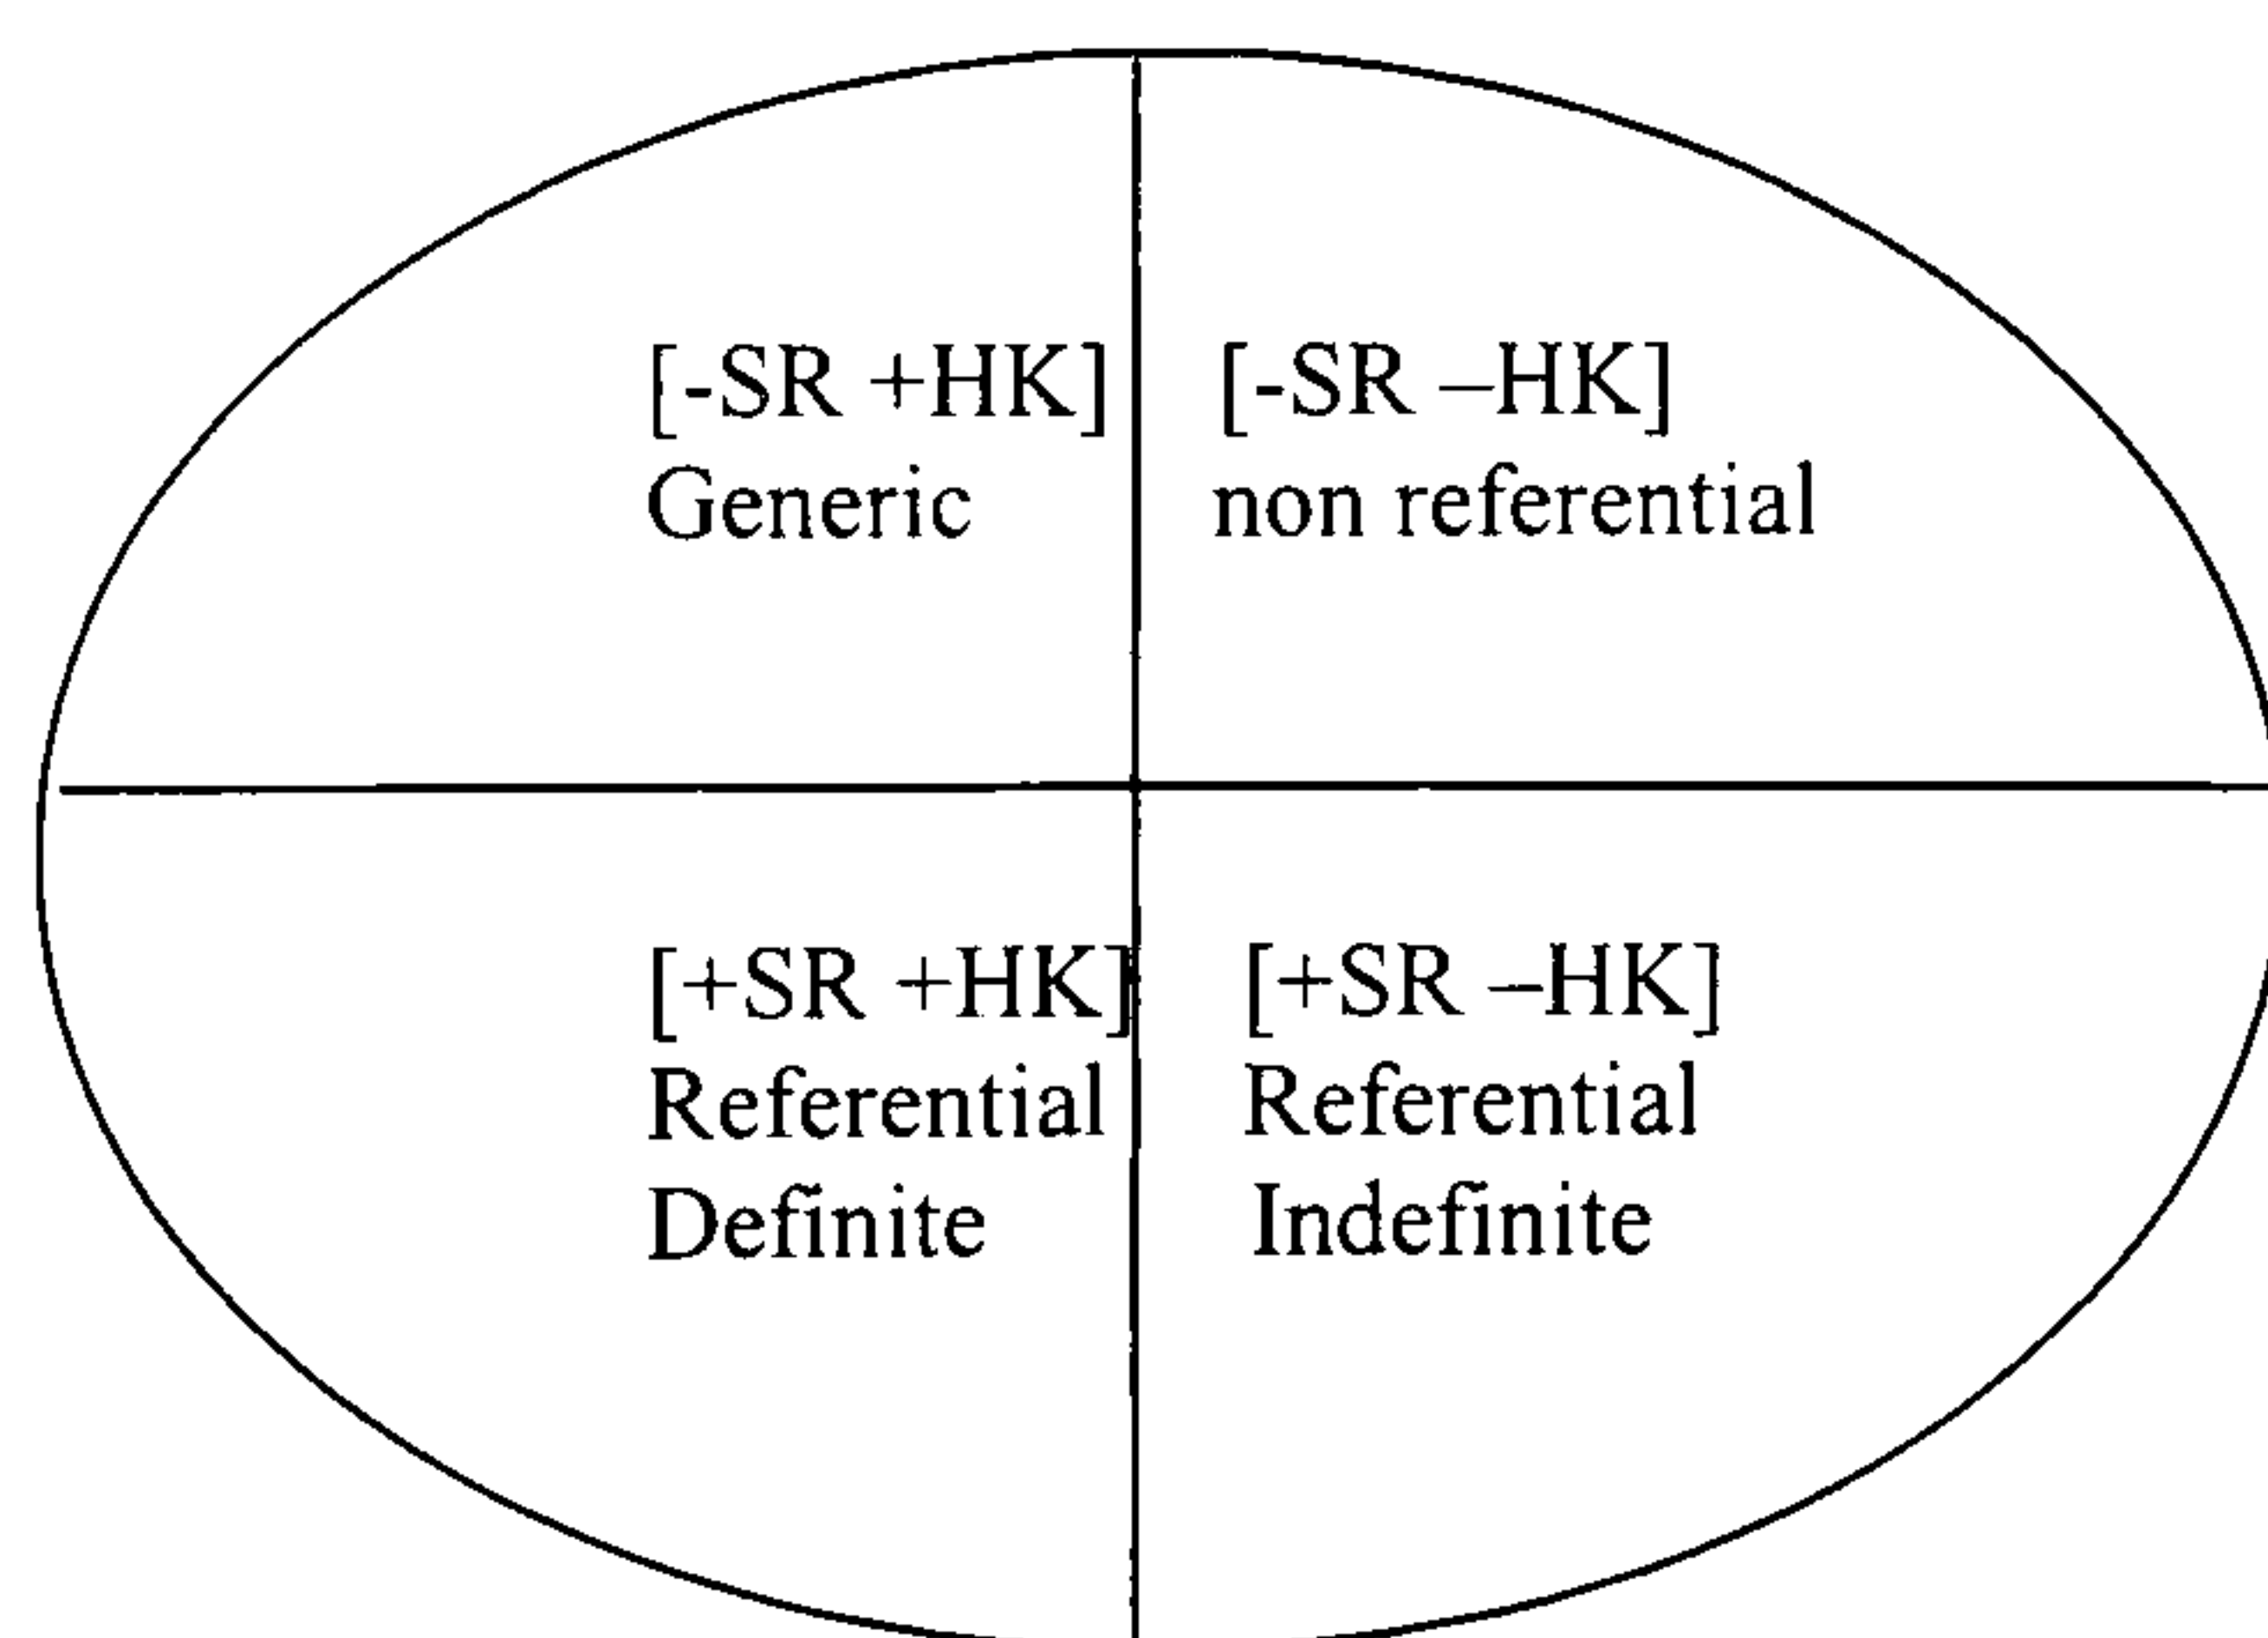 [-SR +HK]
Generic
[-SR –HK]
non referential
[+SR +HK]
Referential
Definite
[+SR –HK]
Referential
Indefinite